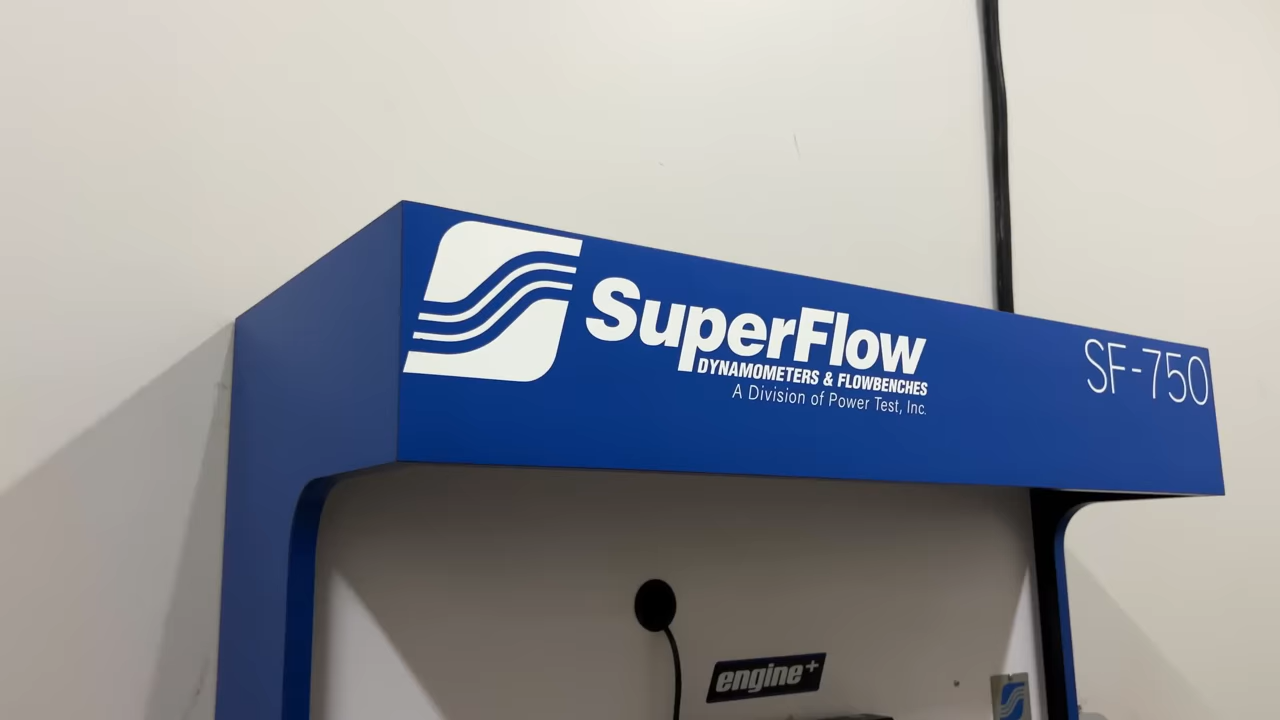 SuperFlow
DYNAMOMETERS & FLOWBENCHES
A Division of Power Test, Inc.
SF-750
engine+